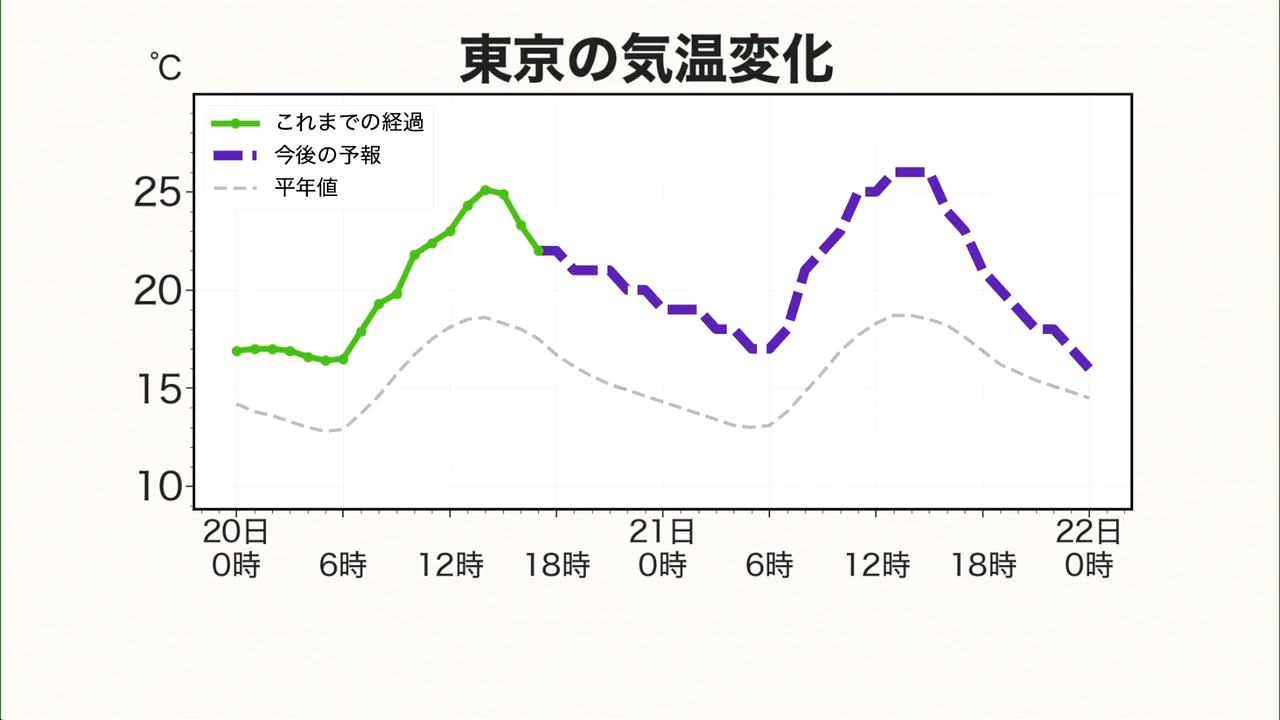 東京の気温変化
℃
これまでの経過
今後の予報
平年値
25
20
15
10
20日 21日 22日
0時 6時 12時 18時 0時 6時 12時 18時 0時